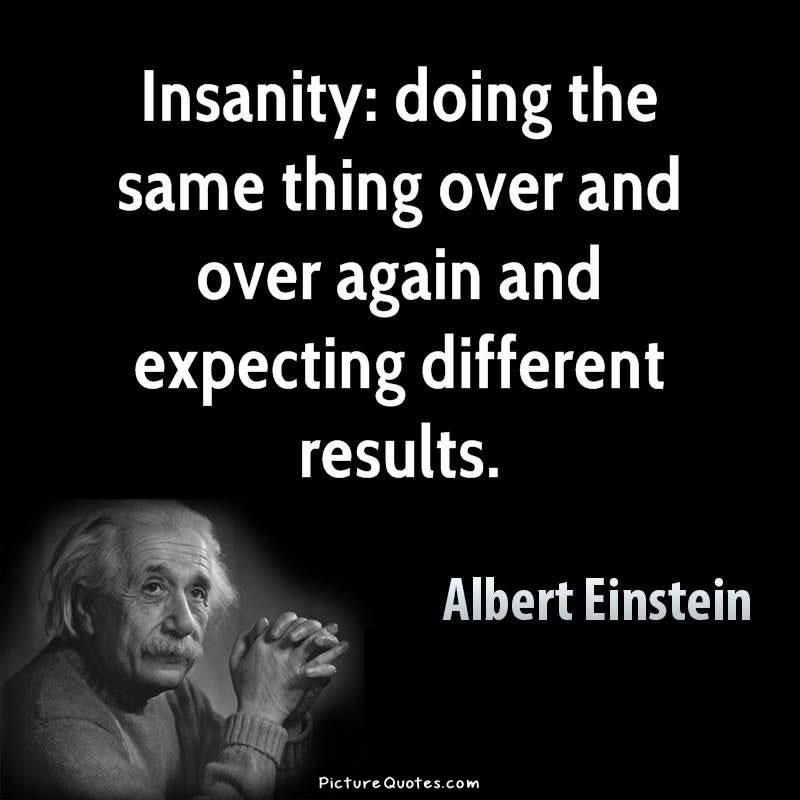 Insanity: doing the
same thing over and
over again and
expecting different
results.
Albert Einstein
PictureQuotes.com